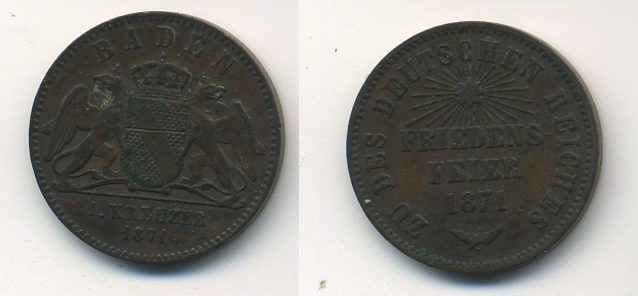 BADEN
1. KREUZER
1871.
ZU DES DEUTSCHEN REICHES
FRIEDENS-
FEIER
1871